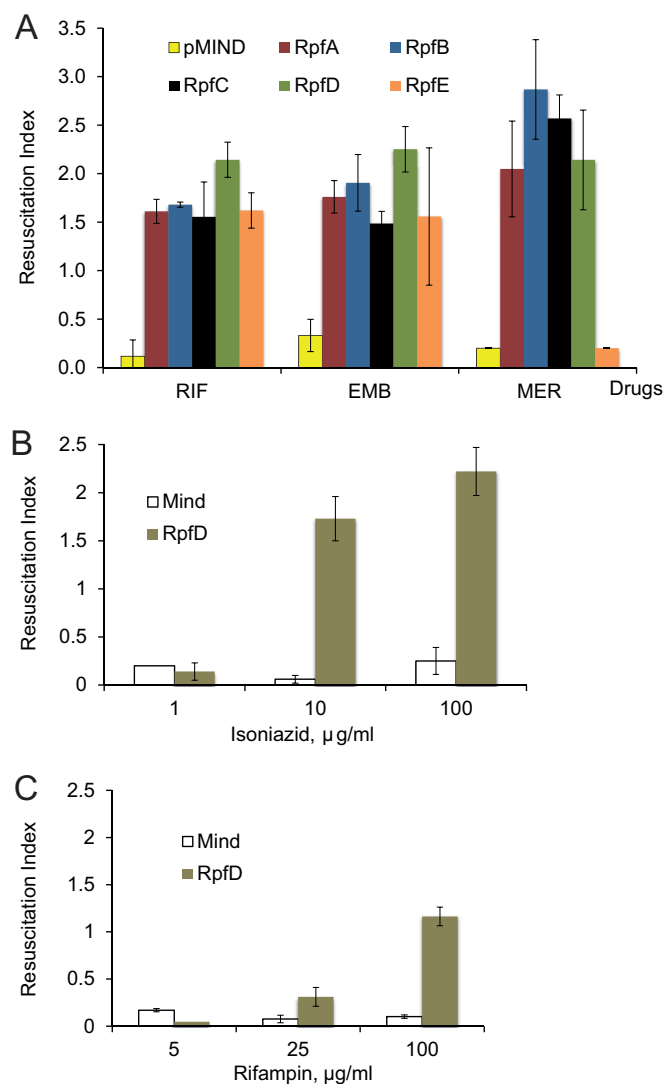 A
pMIND RpfA RpfB
RpfC RpfD RpfE
Resuscitation Index
3.5
3.0
2.5
2.0
1.5
1.0
0.5
0.0
RIF EMB MER Drugs
B
Mind
RpfD
Resuscitation Index
2.5
2
1.5
1
0.5
0
1 10 100
Isoniazid, µg/ml
C
Mind
RpfD
Resuscitation Index
2.5
2
1.5
1
0.5
0
5 25 100
Rifampin, µg/ml